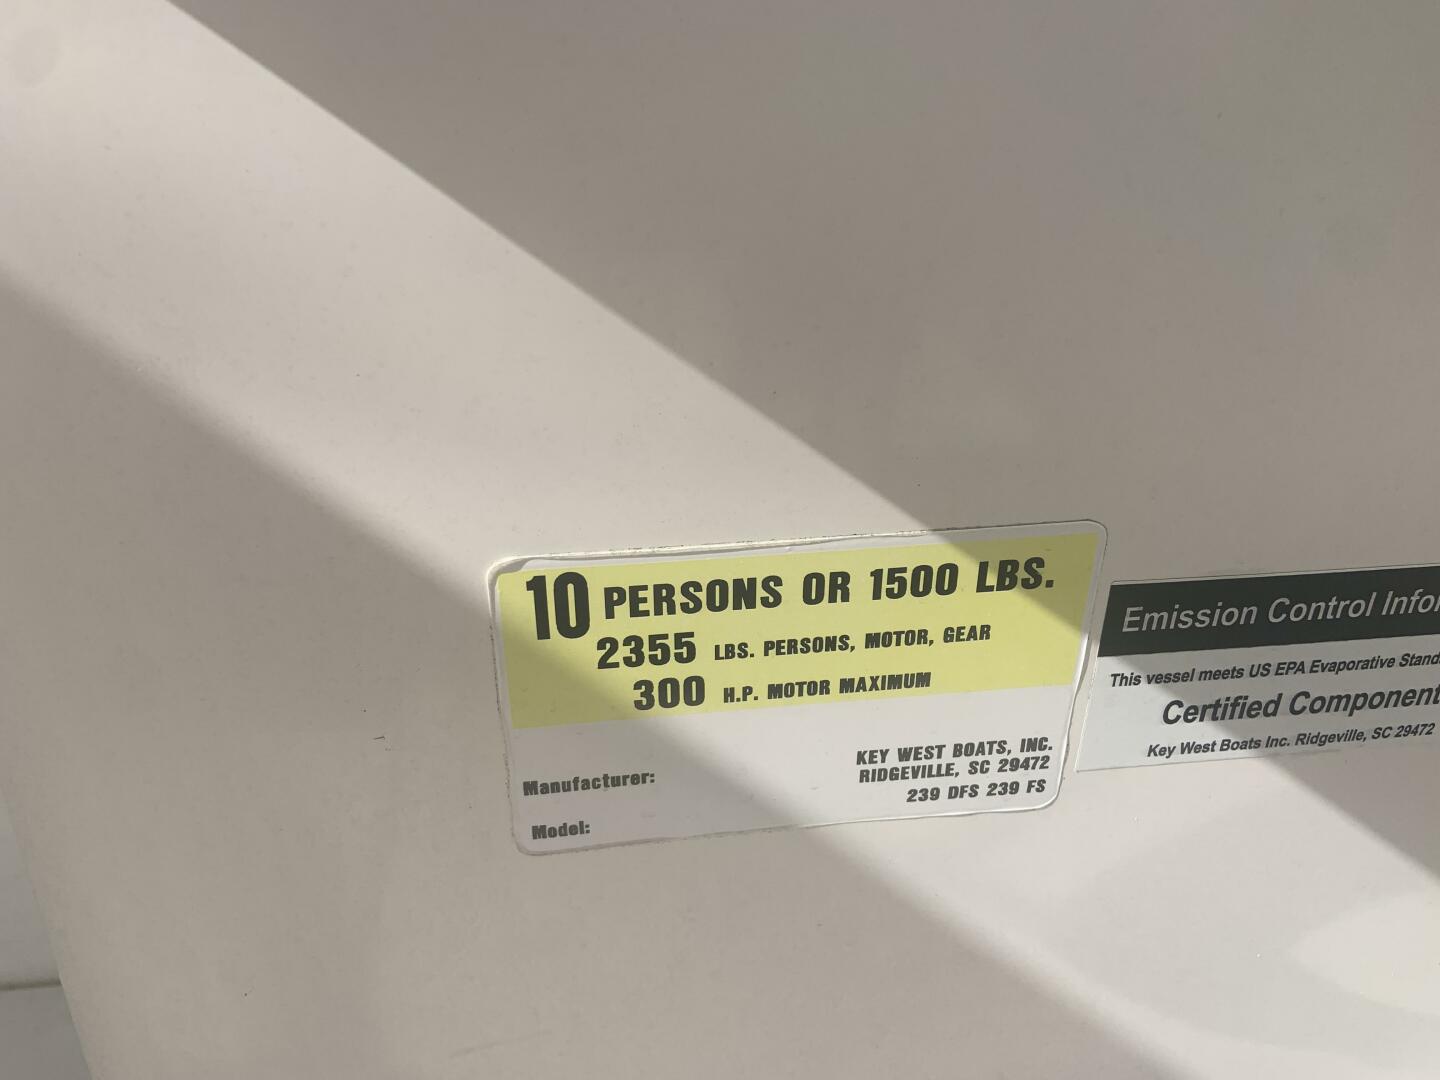 10 PERSONS OR 1500 LBS.
2355 LBS. PERSONS, MOTOR, GEAR
300 H.P. MOTOR MAXIMUM
KEY WEST BOATS, INC.
Manufacturer: RIDGEVILLE, SC 29472
239 DFS 239 FS
Model:
Emission Control
This vessel meets US EPA Evaporative
Certified
Key West Boats Inc. Ridgeville, SC 29472